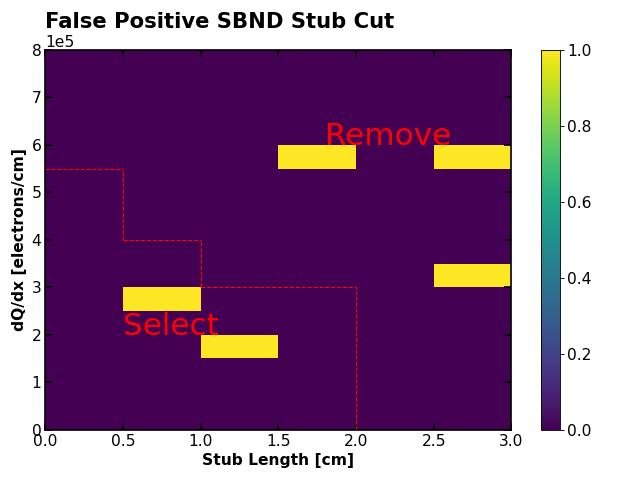 False Positive SBND Stub Cut
1e5
8
7
6
5
4
3
2
1
0
dQ/dx [electrons/cm]
Remove
Select
0.0 0.5 1.0 1.5 2.0 2.5 3.0
Stub Length [cm]
1.0
0.8
0.6
0.4
0.2
0.0